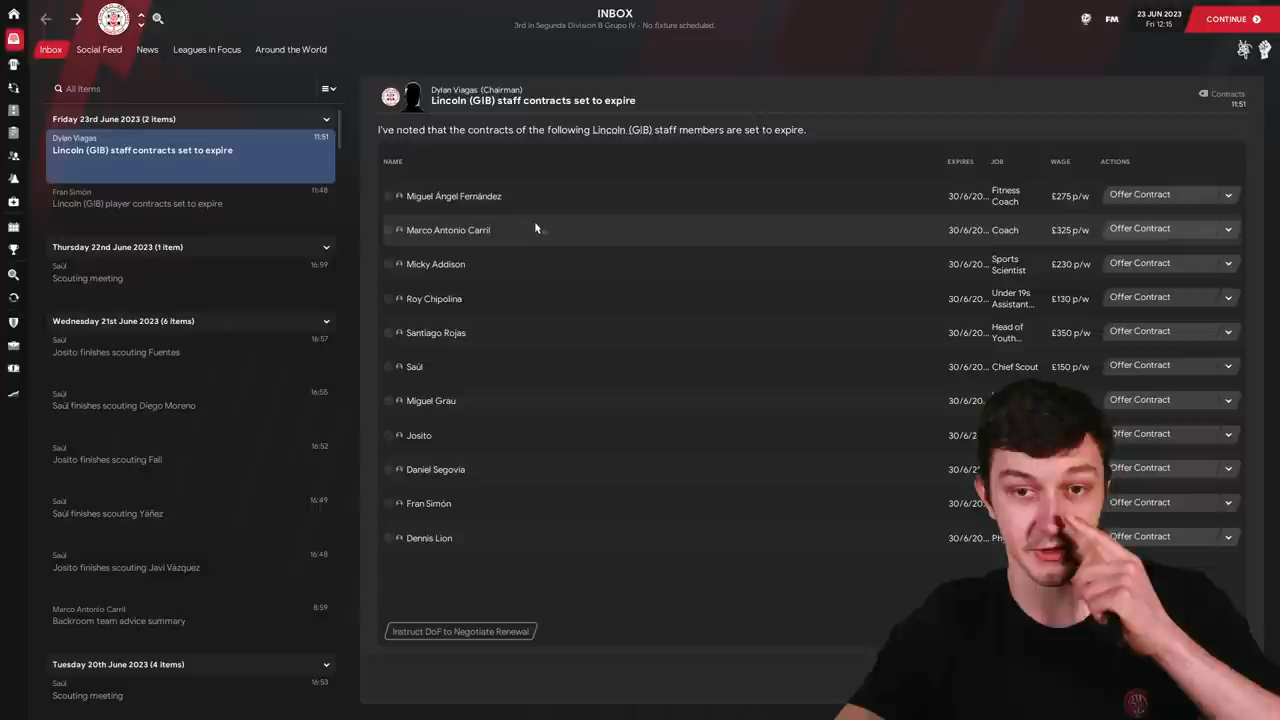 INBOX
3rd in Segunda Division B Grupo IV - No fixture scheduled.
FM
23 JUN 2023
Fri 12:15
CONTINUE
Inbox
Social Feed
News
Leagues in Focus
Around the World
All Items
Friday 23rd June 2023 (2 items)
Dylan Viagas 11:51
Lincoln (GIB) staff contracts set to expire
Fran Simón 11:48
Lincoln (GIB) player contracts set to expire
Thursday 22nd June 2023 (1 item)
Saúl 16:59
Scouting meeting
Wednesday 21st June 2023 (6 items)
Saúl 16:57
Josito finishes scouting Fuentes
Saúl 16:55
Saúl finishes scouting Diego Moreno
Saúl 16:52
Josito finishes scouting Fall
Saúl 16:49
Saúl finishes scouting Yáñez
Saúl 16:48
Josito finishes scouting Javi Vázquez
Marco Antonio Carril 8:59
Backroom team advice summary
Tuesday 20th June 2023 (4 items)
Saúl 16:53
Scouting meeting
Dylan Viagas (Chairman)
Lincoln (GIB) staff contracts set to expire
Contracts
11:51
I've noted that the contracts of the following Lincoln (GIB) staff members are set to expire.
NAME EXPIRES JOB WAGE ACTIONS
Miguel Ángel Fernández 30/6/20... Fitness Coach £275 p/w Offer Contract
Marco Antonio Carril 30/6/20... Coach £325 p/w Offer Contract
Micky Addison 30/6/20... Sports Scientist £230 p/w Offer Contract
Roy Chipolina 30/6/20... Under 19s Assistant... £130 p/w Offer Contract
Santiago Rojas 30/6/20... Head of Youth... £350 p/w Offer Contract
Saúl 30/6/20... Chief Scout £150 p/w Offer Contract
Miguel Grau 30/6/20... Offer Contract
Josito 30/6/2 Offer Contract
Daniel Segovia 30/6/2 Offer Contract
Fran Simón 30/6/20 Offer Contract
Dennis Lion 30/6/20... Offer Contract
Instruct DoF to Negotiate Renewal